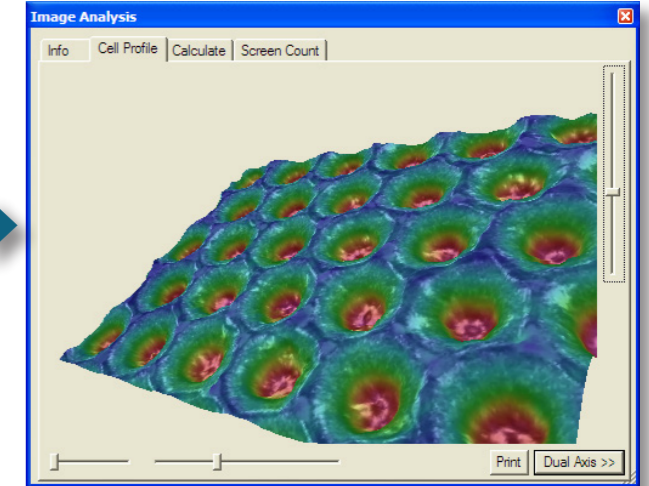 Image Analysis
Info Cell Profile Calculate Screen Count
Print Dual Axis >>